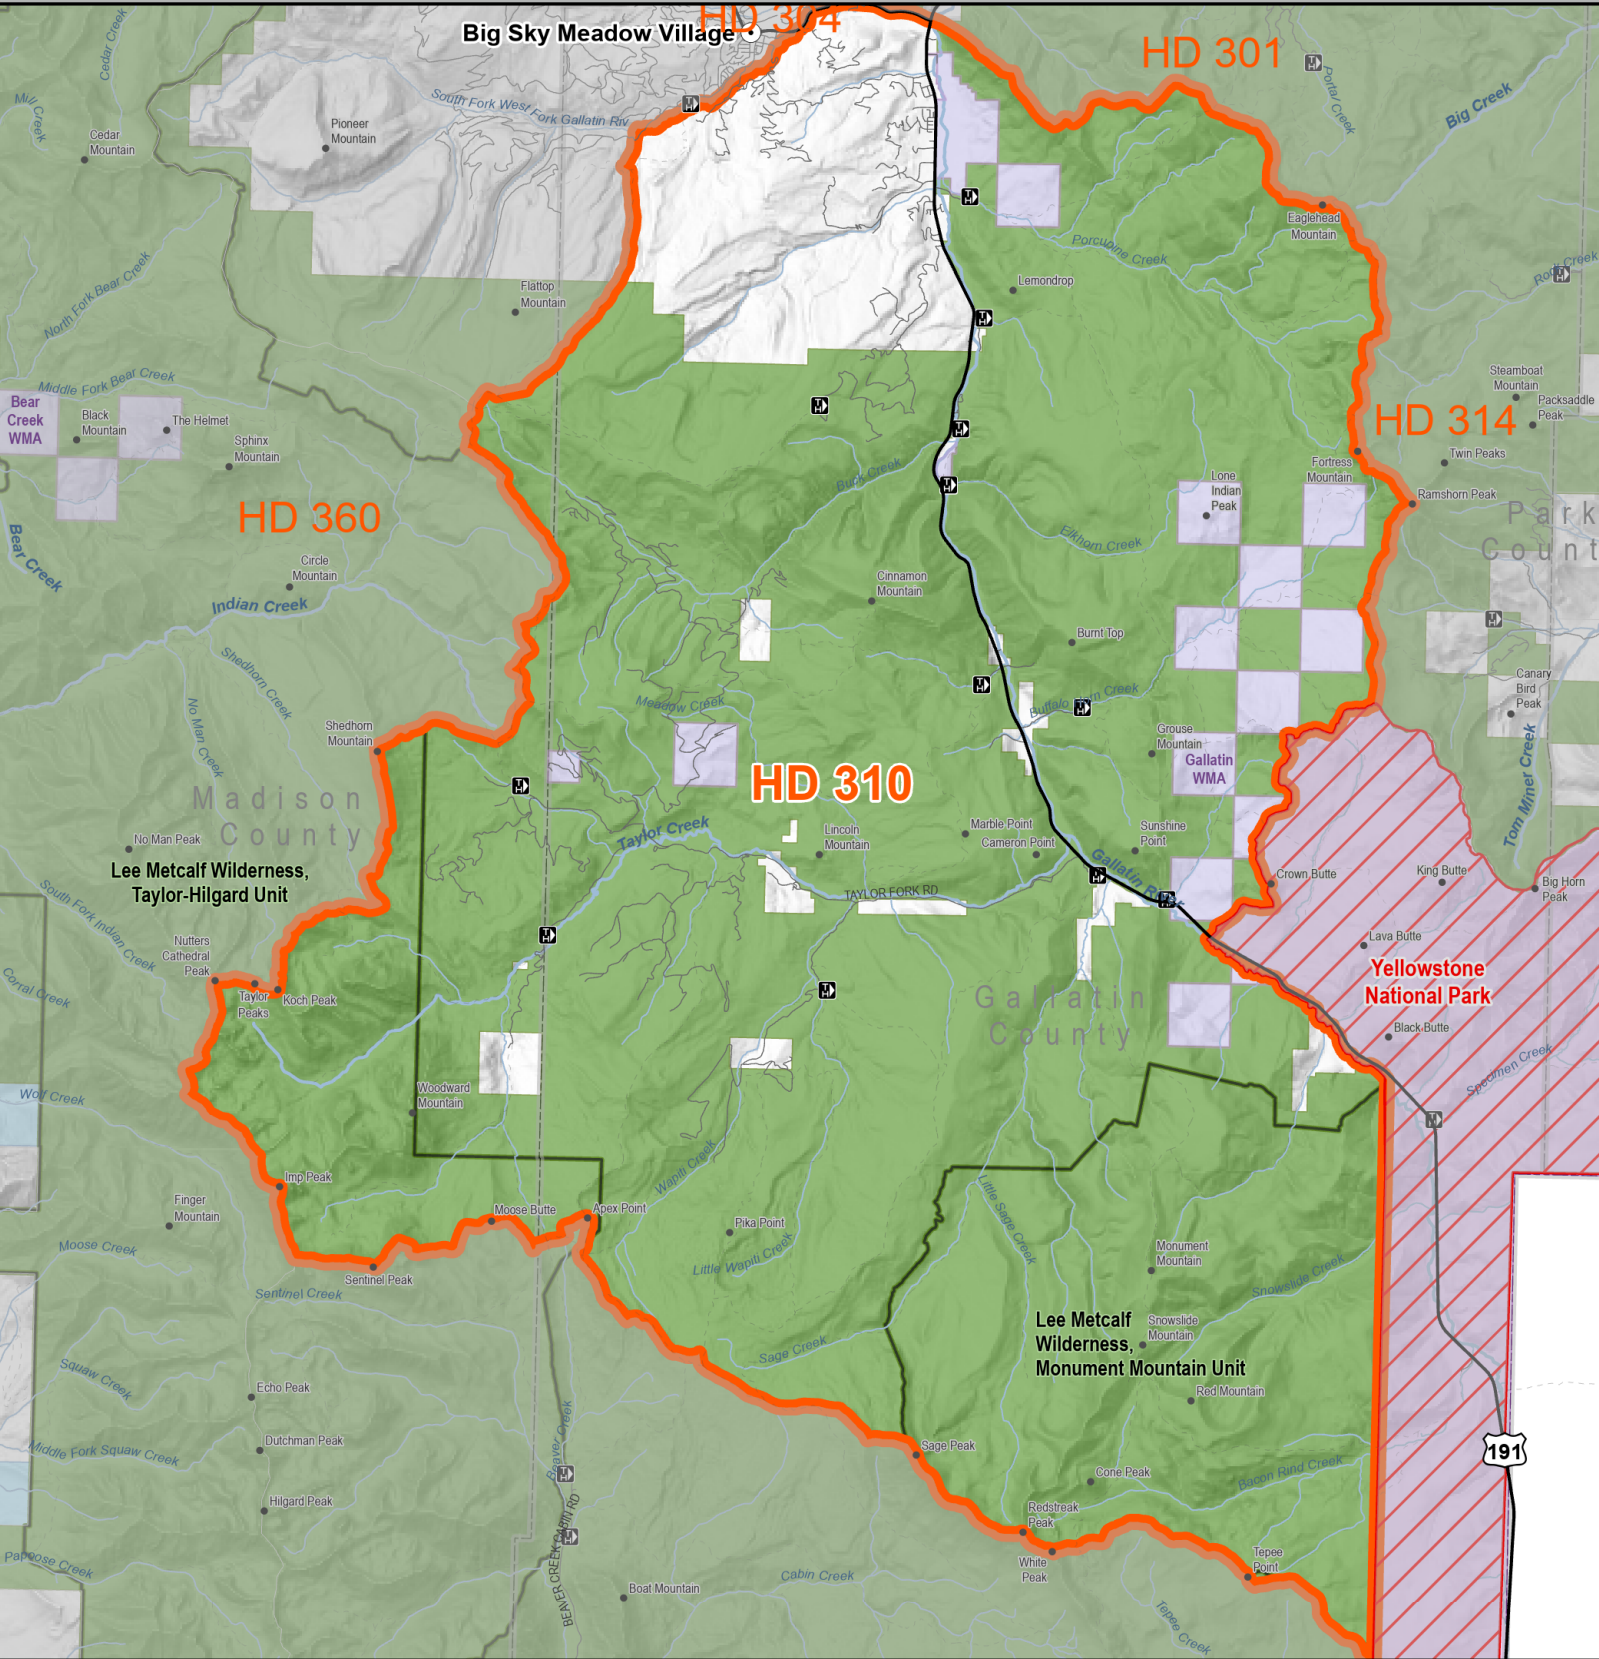 HD 304
Big Sky Meadow Village
HD 301
Cedar Creek
Mill Creek
Cedar
Mountain
Pioneer
Mountain
South Fork West
Fork Gallatin Riv
Portal Creek
Big Creek
Eaglehead
Mountain
Porcupine Creek
Rock Creek
North Fork Bear Creek
Flattop
Mountain
Lemondrop
Middle Fork Bear Creek
Bear
Creek
WMA
Black
Mountain
The Helmet
Sphinx
Mountain
Steamboat
Mountain
Packsaddle
Peak
HD 314
Twin Peaks
Fortress
Mountain
Ramshorn Peak
Buck Creek
Lone
Indian
Peak
Elkhorn Creek
HD 360
Park
Count
Bear Creek
Circle
Mountain
Indian Creek
Cinnamon
Mountain
Burnt Top
Shedhorn Creek
No Man Creek
Meadow Creek
Buffalo Horn Creek
Canary
Bird
Peak
Shedhorn
Mountain
Grouse
Mountain
Gallatin
WMA
Tom Miner Creek
HD 310
Madison
County
No Man Peak
Taylor Creek
Lincoln
Mountain
Marble Point
Cameron Point
Sunshine
Point
Gallatin River
Lee Metcalf Wilderness,
Taylor-Hilgard Unit
TAYLOR FORK RD
Crown Butte
King Butte
Big Horn
Peak
South Fork Indian Creek
Lava Butte
Nutters
Cathedral
Peak
Taylor
Peaks
Koch Peak
Corral Creek
Gallatin
County
Yellowstone
National Park
Black Butte
Specimen Creek
Wolf Creek
Woodward
Mountain
Wapiti Creek
Imp Peak
Finger
Mountain
Moose Butte
Apex Point
Little Sage Creek
Pika Point
Little Wapiti Creek
Moose Creek
Sentinel Peak
Sentinel Creek
Monument
Mountain
Snowslide Creek
Lee Metcalf
Wilderness,
Monument Mountain Unit
Snowslide
Mountain
Sage Creek
Squaw Creek
Echo Peak
Red Mountain
Dutchman Peak
Middle Fork Squaw Creek
Beaver Creek
Sage Peak
191
Cone Peak
Bacon Rind Creek
Hilgard Peak
Redstreak
Peak
White
Peak
Tepee
Point
BEAVER CREEK CABIN RD
Papoose Creek
Boat Mountain
Cabin Creek
Tepee Creek